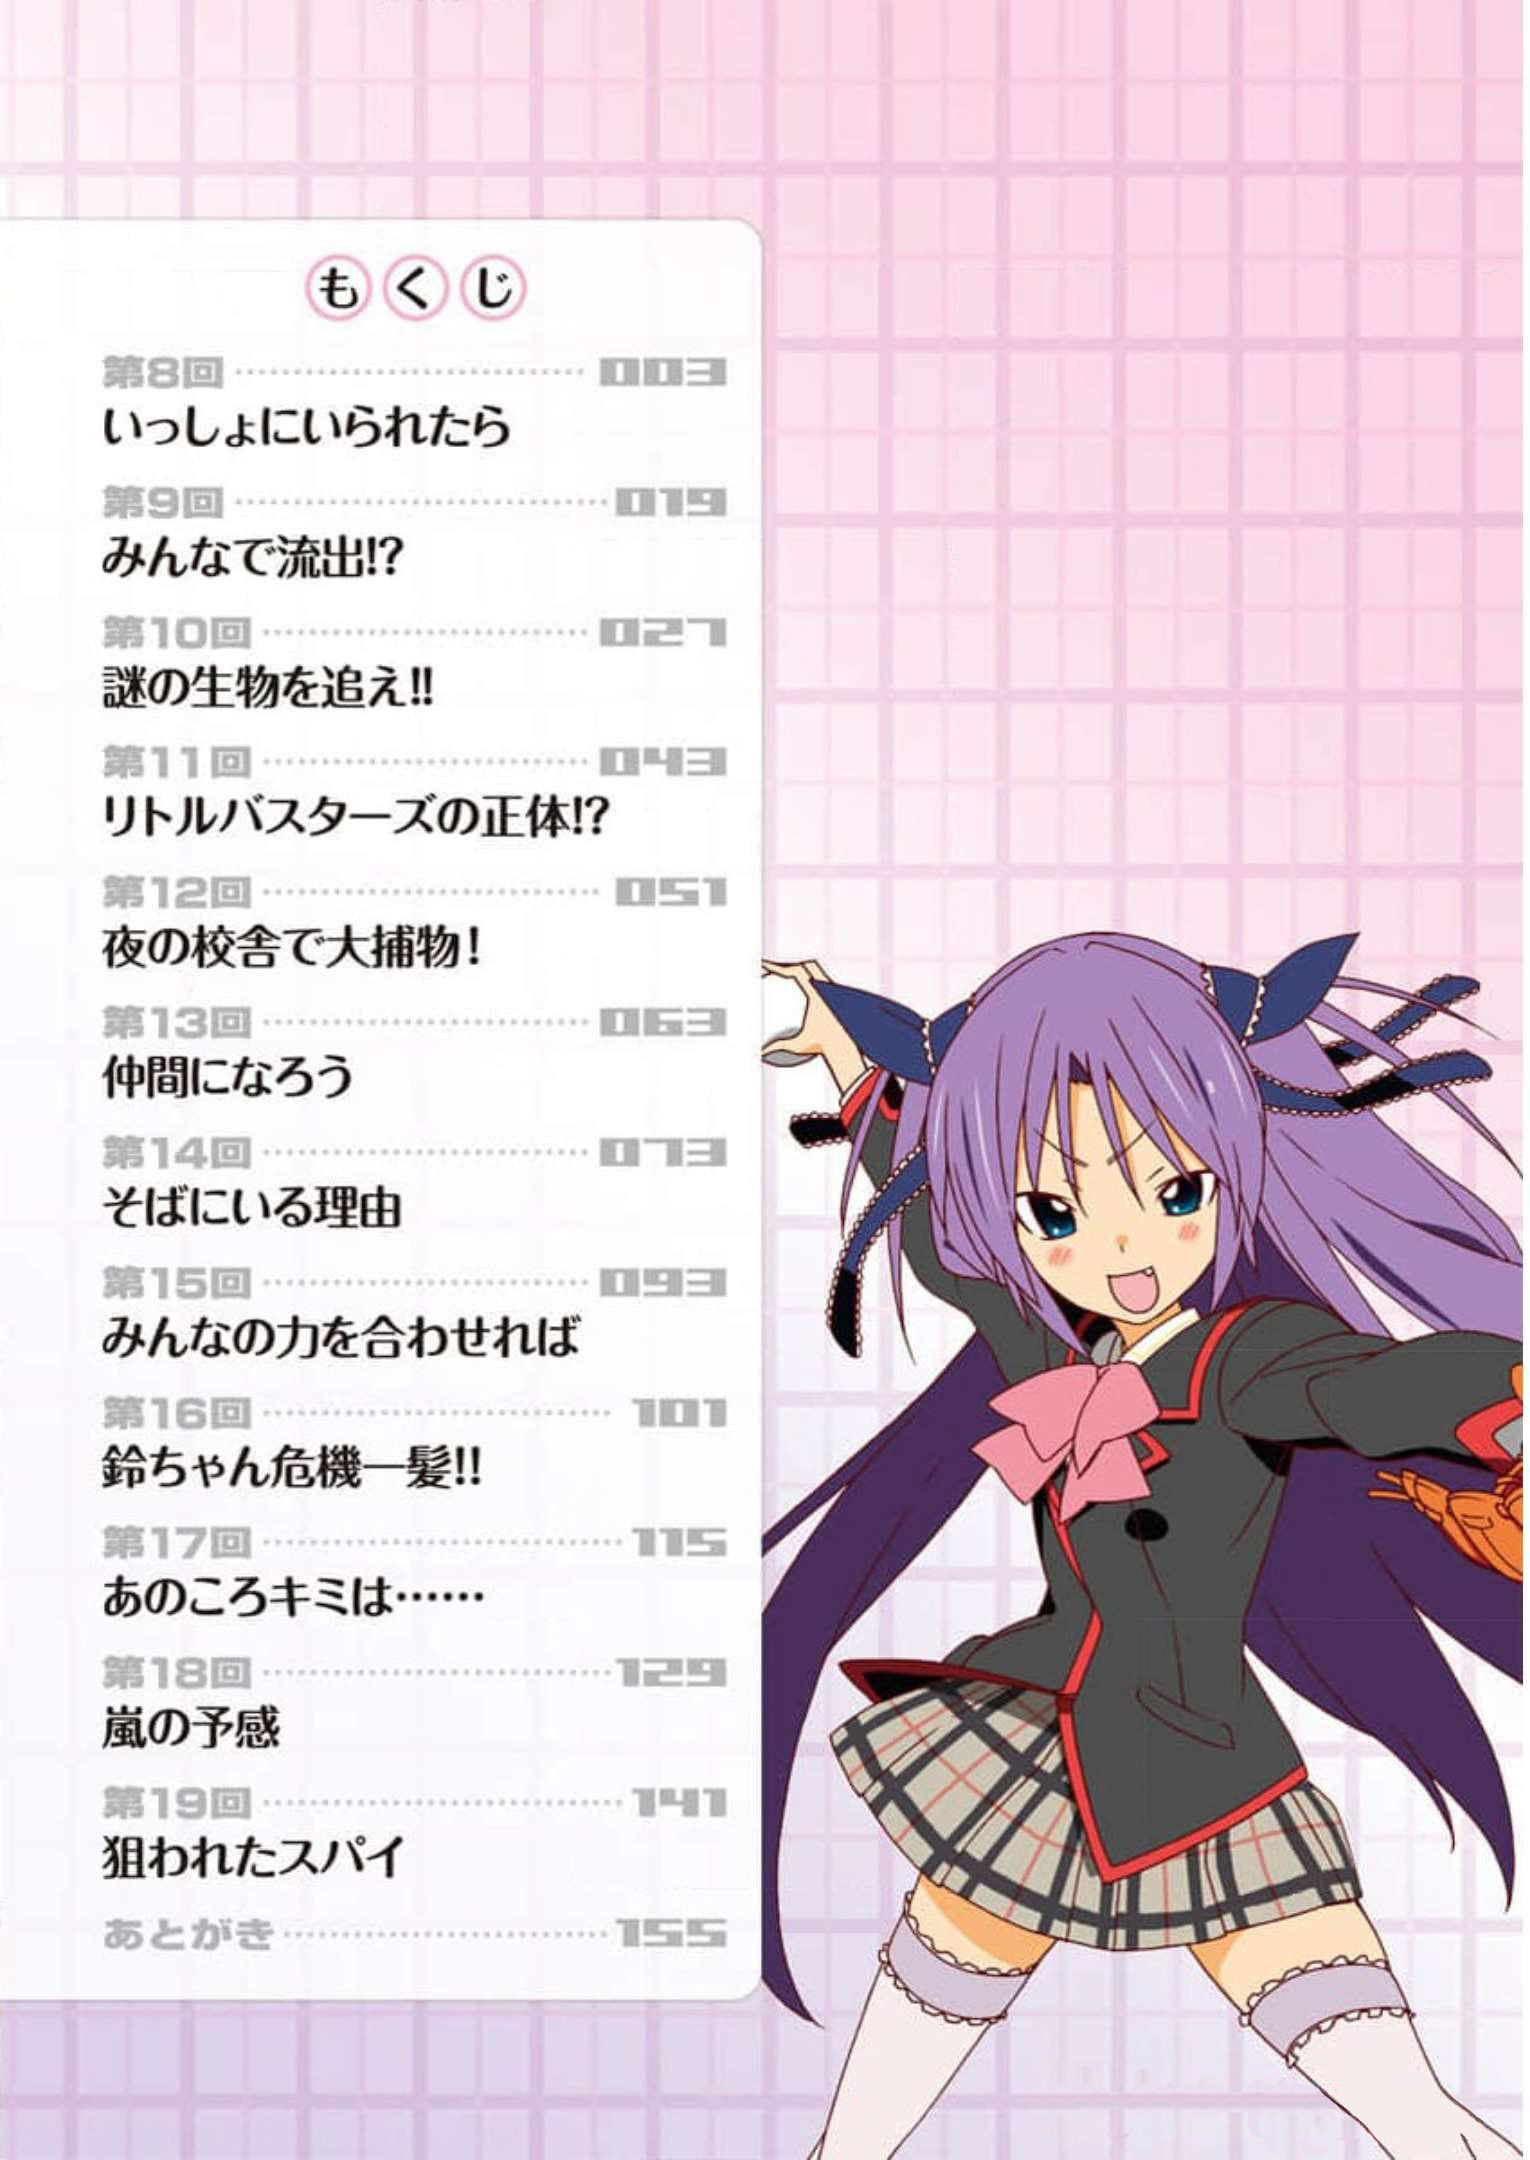 もくじ
第8回 003
いっしょにいられたら
第9回 019
みんなで流出!?
第10回 027
謎の生物を追え!!
第11回 043
リトルバスターズの正体!?
第12回 051
夜の校舎で大捕物!
第13回 063
仲間になろう
第14回 073
そばにいる理由
第15回 093
みんなの力を合わせれば
第16回 101
鈴ちゃん危機一髪!!
第17回 115
あのころキミは……
第18回 129
嵐の予感
第19回 141
狙われたスパイ
あとがき 155